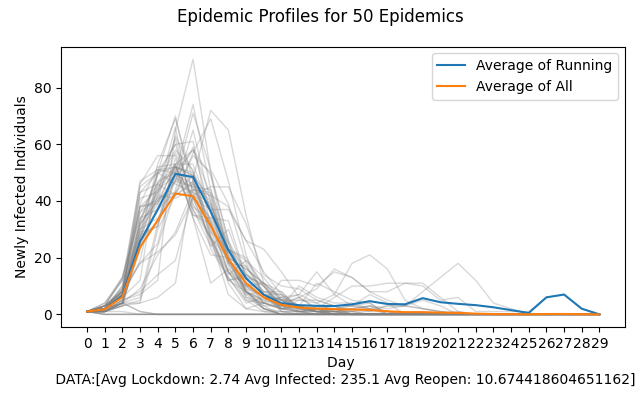 Epidemic Profiles for 50 Epidemics
Average of Running
Average of All
80
60
40
20
0
Newly Infected Individuals
0 1 2 3 4 5 6 7 8 9 10 11 12 13 14 15 16 17 18 19 20 21 22 23 24 25 26 27 28 29
Day
DATA:[Avg Lockdown: 2.74 Avg Infected: 235.1 Avg Reopen: 10.674418604651162]